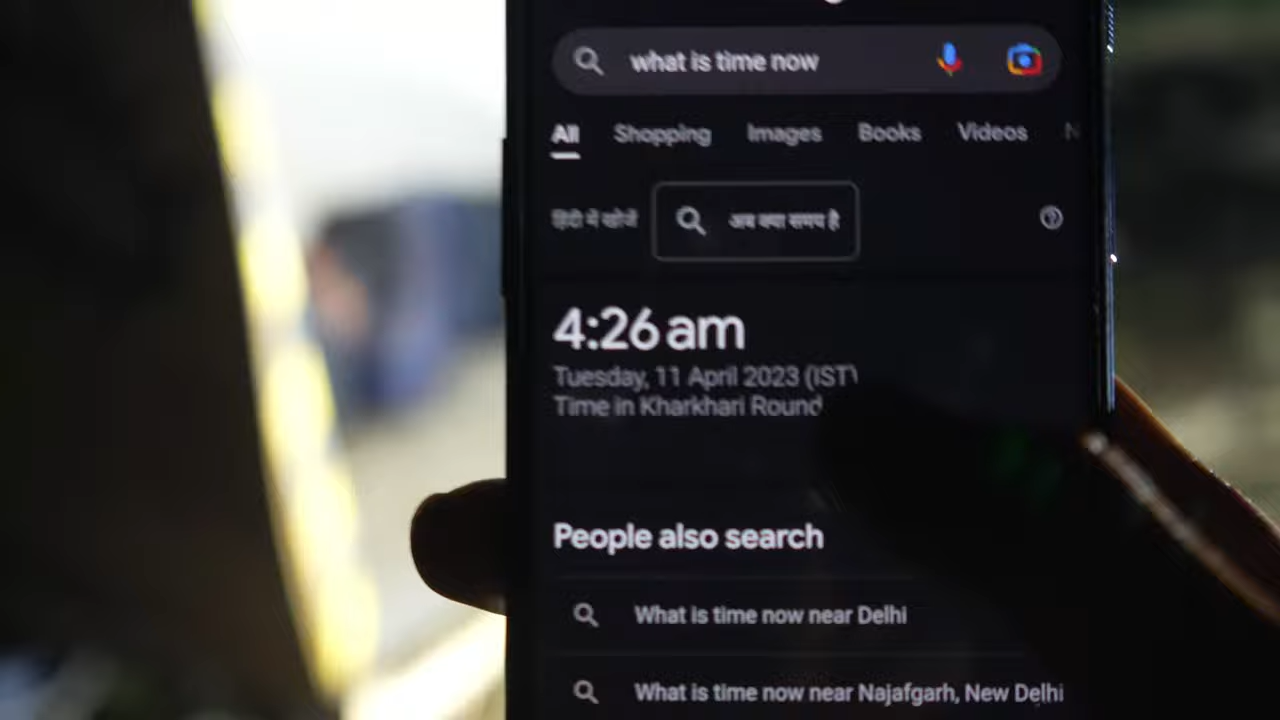 what is time now
All Shopping Images Books Videos N
हिंदी में खोजें अब क्या समय है
4:26 am
Tuesday, 11 April 2023 (IST)
Time in Kharkhari Round
People also search
What is time now near Delhi
What is time now near Najafgarh, New Delhi